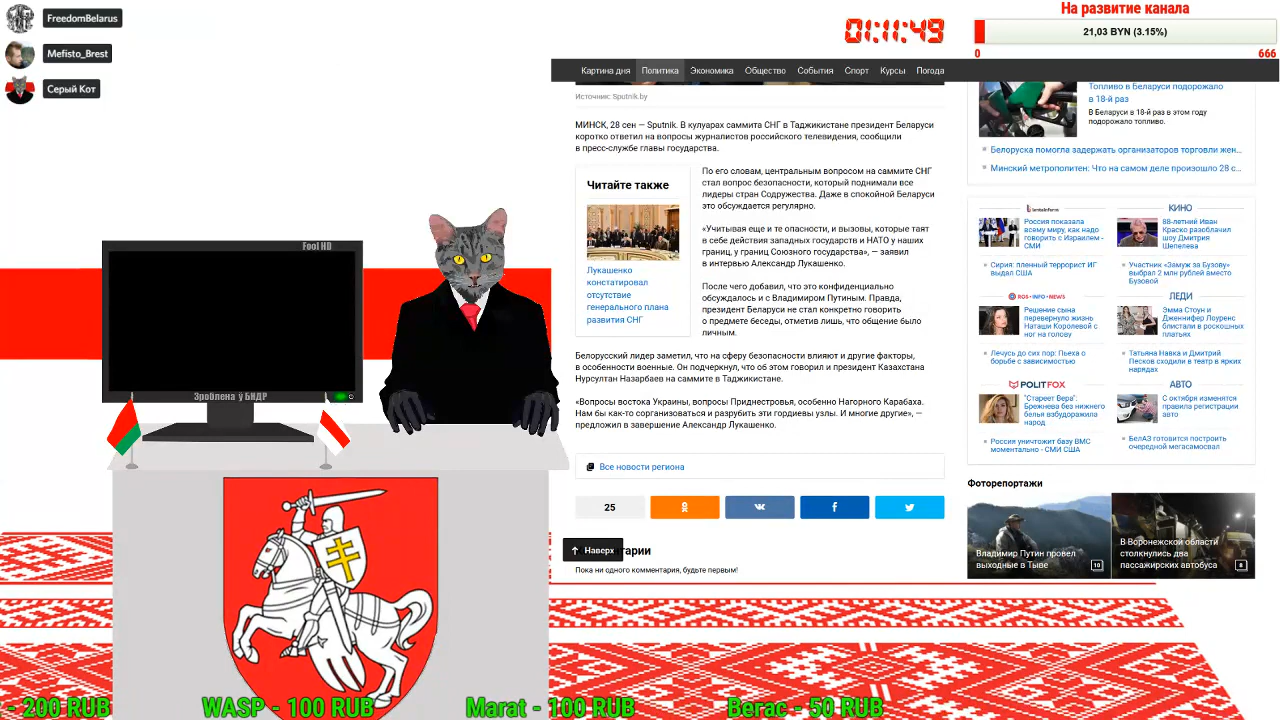 FreedomBelarus
Mefisto_Brest
Серый Кот
01:11:49
На развитие канала
21,03 BYN (3.15%)
0
666
Картина дня Политика Экономика Общество События Спорт Курсы Погода
Источник: Sputnik.by
МИНСК, 28 сен — Sputnik. В кулуарах саммита СНГ в Таджикистане президент Беларуси
коротко ответил на вопросы журналистов российского телевидения, сообщили
в пресс-службе главы государства.
Читайте также
Лукашенко
констатировал
отсутствие
генерального плана
развития СНГ
По его словам, центральным вопросом на саммите СНГ
стал вопрос безопасности, который поднимали все
лидеры стран Содружества. Даже в спокойной Беларуси
это обсуждается регулярно.
«Учитывая еще и те опасности, и вызовы, которые таят
в себе действия западных государств и НАТО у наших
границ, у границ Союзного государства», — заявил
в интервью Александр Лукашенко.
После чего добавил, что это конфиденциально
обсуждалось и с Владимиром Путиным. Правда,
президент Беларуси не стал конкретно говорить
о предмете беседы, отметив лишь, что общение было
личным.
Белорусский лидер заметил, что на сферу безопасности влияют и другие факторы,
в особенности военные. Он подчеркнул, что об этом говорил и президент Казахстана
Нурсултан Назарбаев на саммите в Таджикистане.
«Вопросы востока Украины, вопросы Приднестровья, особенно Нагорного Карабаха.
Нам бы как-то сорганизоваться и разрубить эти гордиевы узлы. И многие другие», —
предложил в завершение Александр Лукашенко.
Все новости региона
25
Наверх
арии
Пока ни одного комментария, будьте первым!
Топливо в Беларуси подорожало
в 18-й раз
В Беларуси в 18-й раз в этом году
подорожало топливо.
Белоруска помогла задержать организаторов торговли жен...
Минский метрополитен: Что на самом деле произошло 28 с...
Россия показала
всему миру, как надо
говорить с Израилем -
СМИ
Сирия: пленный террорист ИГ
выдал США
КИНО
88-летний Иван
Краско разоблачил
шоу Дмитрия
Шепелева
Участник «Замуж за Бузову»
выбрал 2 млн рублей вместо
Бузовой
ROS-INFO-NEWS
Решение сына
перевернуло жизнь
Наташи Королевой с
ног на голову
Лечусь до сих пор: Пьеха о
борьбе с зависимостью
ЛЕДИ
Эмма Стоун и
Дженнифер Лоуренс
блистали в роскошных
платьях
Татьяна Навка и Дмитрий
Песков сходили в театр в ярких
нарядах
POLITFOX
"Стареет Вера":
Брежнева без нижнего
белья взбудоражила
народ
Россия уничтожит базу ВМС
моментально - СМИ США
АВТО
С октября изменятся
правила регистрации
авто
БелАЗ готовится построить
очередной мегасамосвал
Фоторепортажи
Владимир Путин провел
выходные в Тыве
10
В Воронежской области
столкнулись два
пассажирских автобуса
8
Fool HD
Зроблена ў БНДР
- 200 RUB WASP - 100 RUB Marat - 100 RUB Вегас - 50 RUB